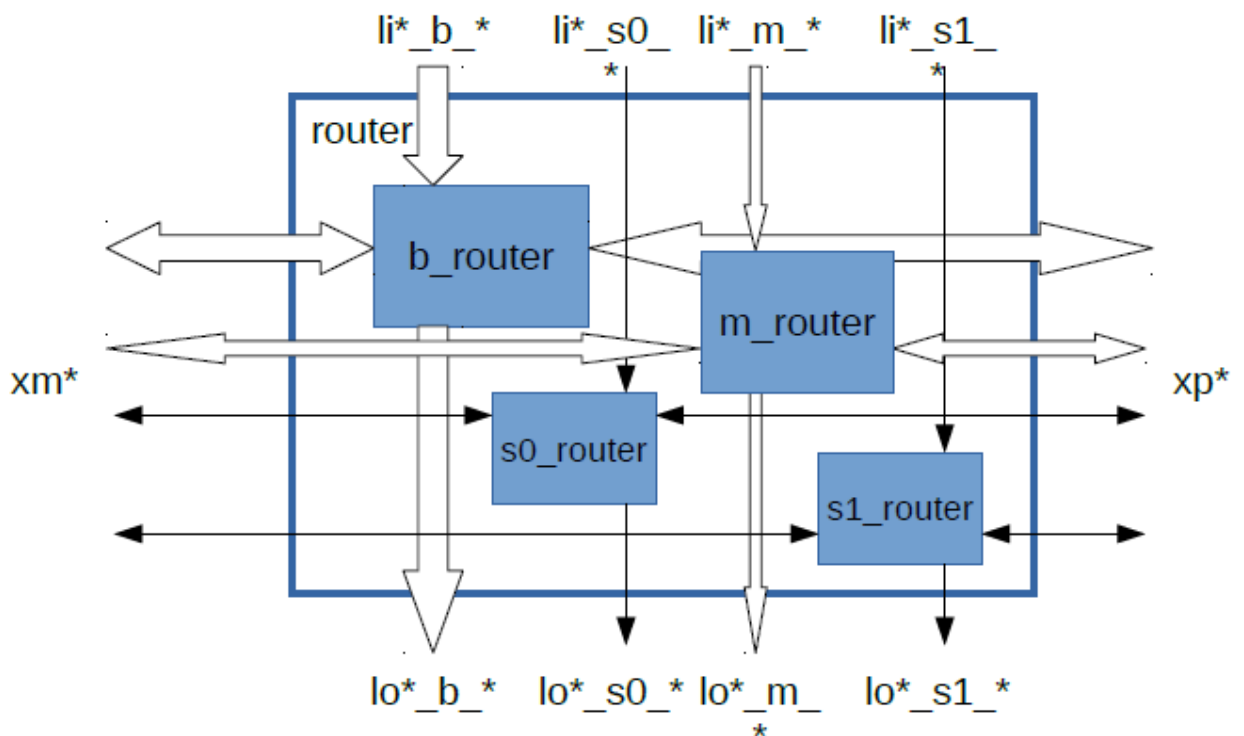 li*_b_* li*_s0_ li*_m_* li*_s1_
* *
router
b_router
m_router
xm* xp*
s0_router
s1_router
lo*_b_* lo*_s0_* lo*_m_ lo*_s1_*
*